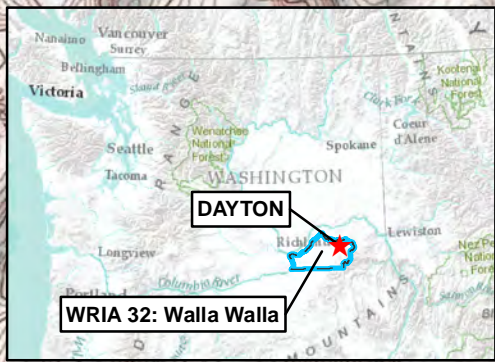 Nanaimo Vancouver
Surrey
Bellingham
Victoria
Kootenai
National
Forest
Clark Fork
Wenatchee
National
Forest
Coeur
d'Alene
Spokane
Seattle
Tacoma
WASHINGTON
DAYTON
Lewiston
Longview
Columbia River
Portland
WRIA 32: Walla Walla
MOUNTAINS